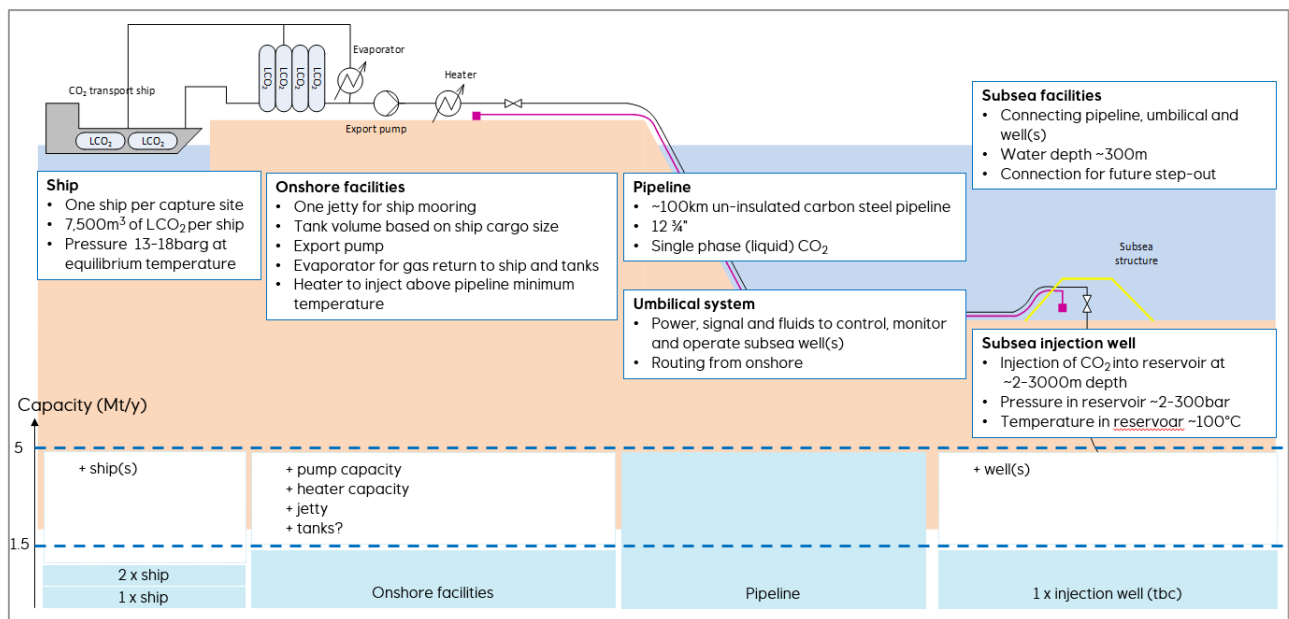 Evaporator
LCO₂
LCO₂
LCO₂
LCO₂
CO₂ transport ship
Heater
LCO₂
LCO₂
Export pump
Ship
• One ship per capture site
• 7,500m³ of LCO₂ per ship
• Pressure 13-18barg at
equilibrium temperature
Onshore facilities
• One jetty for ship mooring
• Tank volume based on ship cargo size
• Export pump
• Evaporator for gas return to ship and tanks
• Heater to inject above pipeline minimum
temperature
Pipeline
• ~100km un-insulated carbon steel pipeline
• 12 ¾"
• Single phase (liquid) CO₂
Subsea facilities
• Connecting pipeline, umbilical and
well(s)
• Water depth ~300m
• Connection for future step-out
Subsea
structure
Umbilical system
• Power, signal and fluids to control, monitor
and operate subsea well(s)
• Routing from onshore
Subsea injection well
• Injection of CO₂ into reservoir at
~2-3000m depth
• Pressure in reservoir ~2-300bar
• Temperature in reservoar ~100°C
Capacity (Mt/y)
5
+ ship(s)
+ pump capacity
+ heater capacity
+ jetty
+ tanks?
+ well(s)
1.5
2 x ship
1 x ship
Onshore facilities
Pipeline
1 x injection well (tbc)